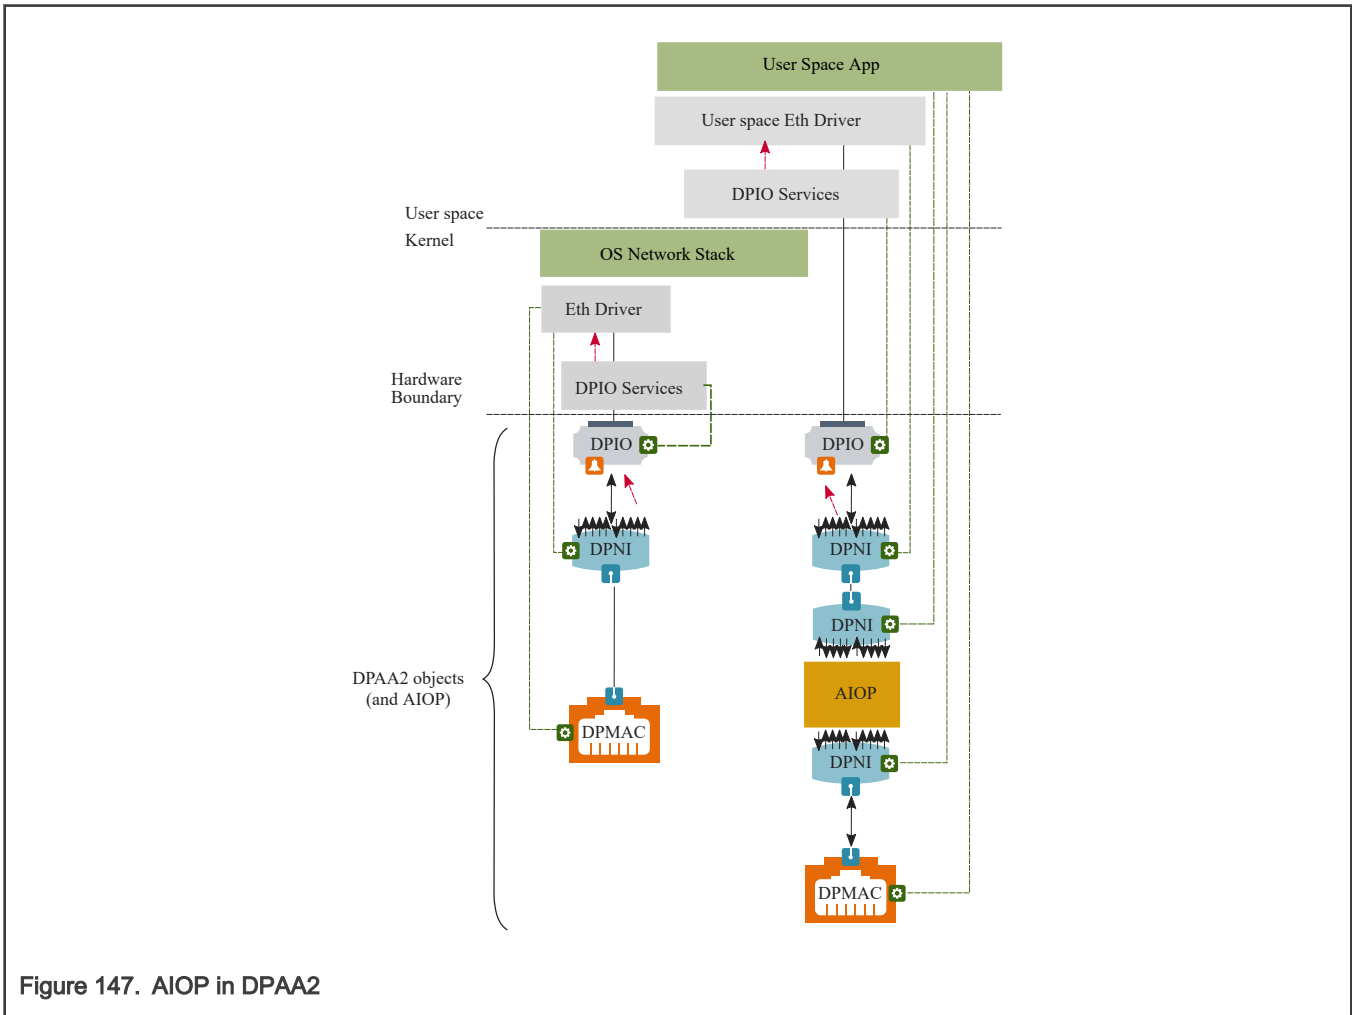 User Space App
User space Eth Driver
DPIO Services
User space
Kernel
OS Network Stack
Eth Driver
Hardware
Boundary
DPIO Services
DPIO
DPIO
DPNI
DPNI
DPNI
DPAA2 objects
(and AIOP)
AIOP
DPMAC
DPNI
DPMAC
Figure 147. AIOP in DPAA2